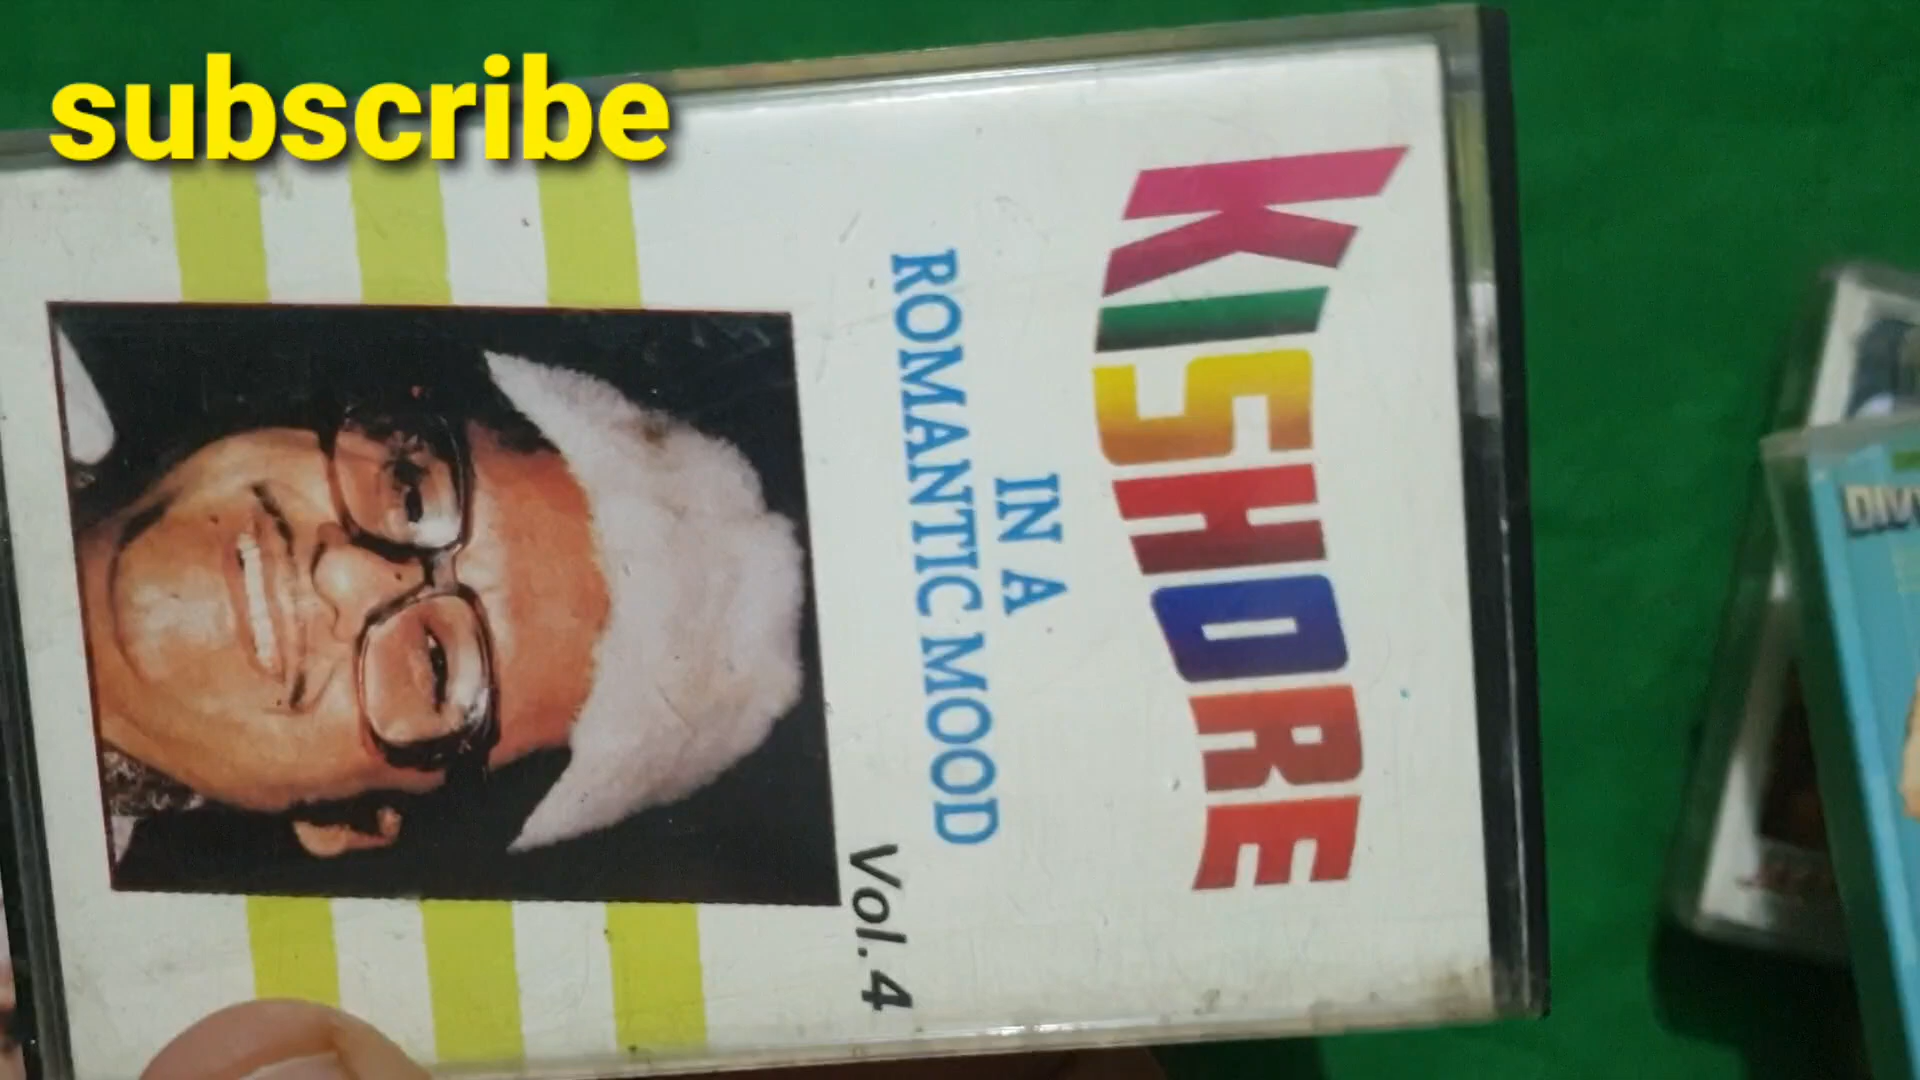 subscribe
KISHORE
IN A
ROMANTIC MOOD
Vol. 4